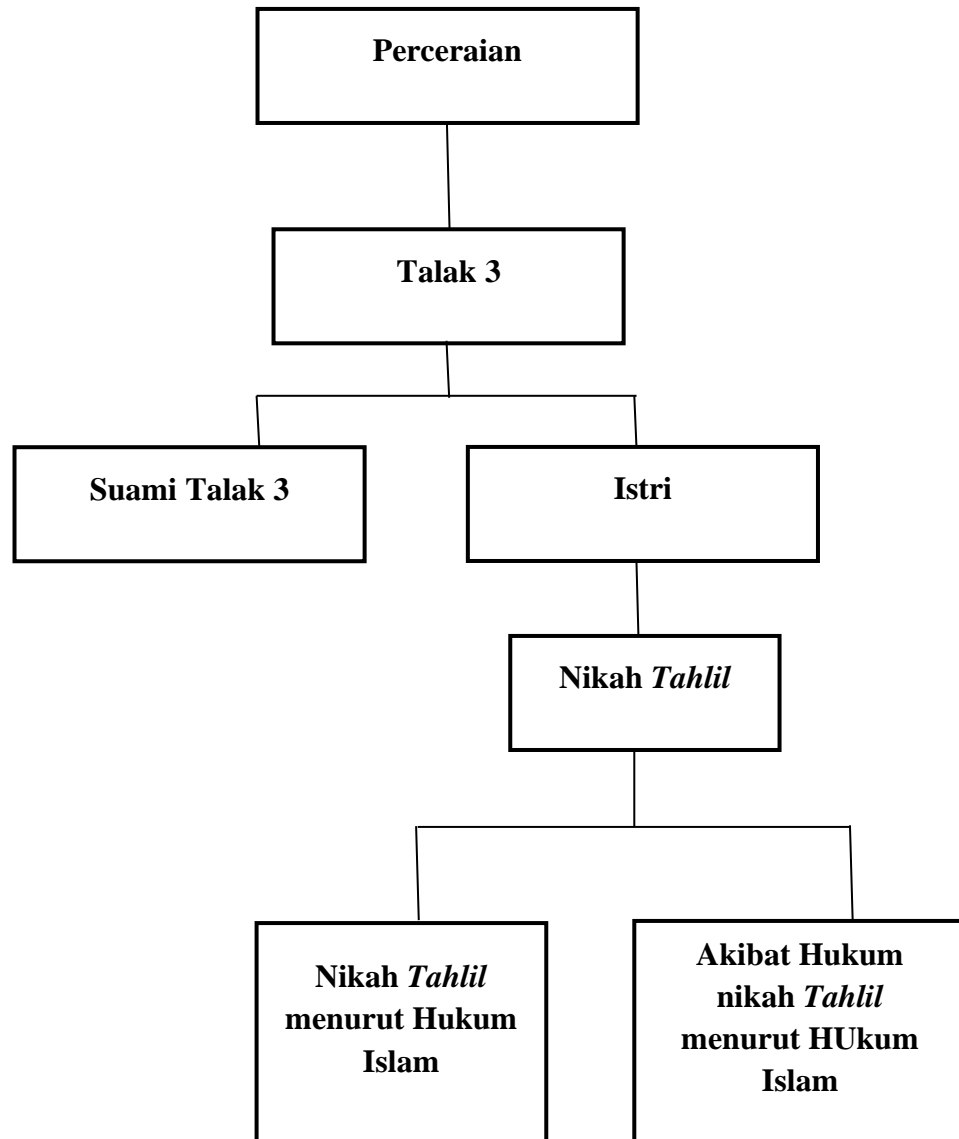 Perceraian
Talak 3
Suami Talak 3
Istri
Nikah Tahlil
Nikah Tahlil
menurut Hukum
Islam
Akibat Hukum
nikah Tahlil
menurut HUkum
Islam